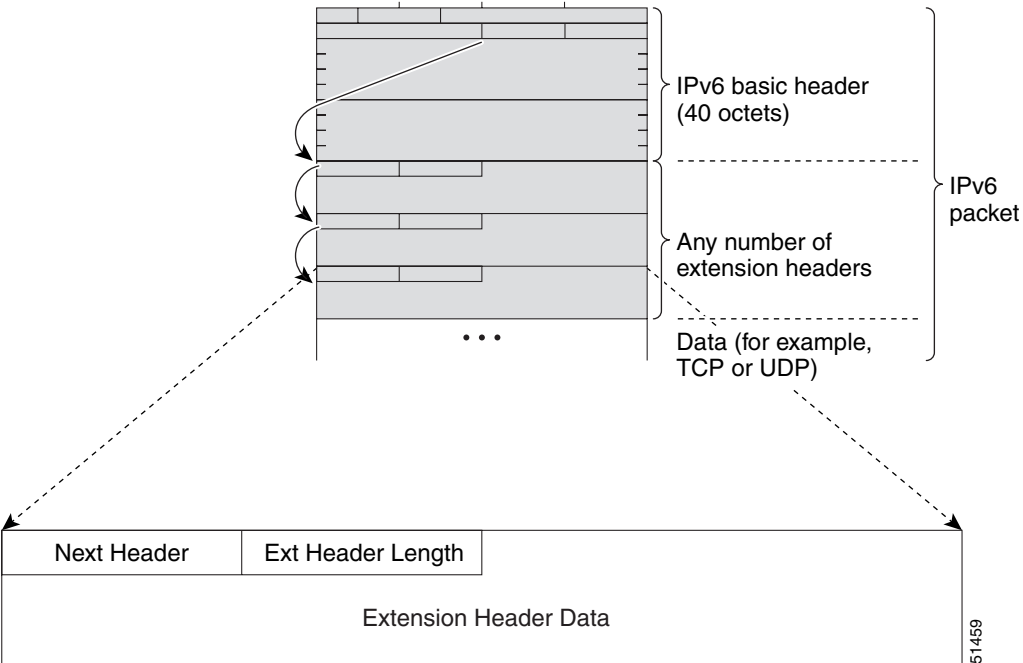 IPv6 basic header
(40 octets)
IPv6
packet
Any number of
extension headers
• • •
Data (for example,
TCP or UDP)
Next Header
Ext Header Length
Extension Header Data
51459